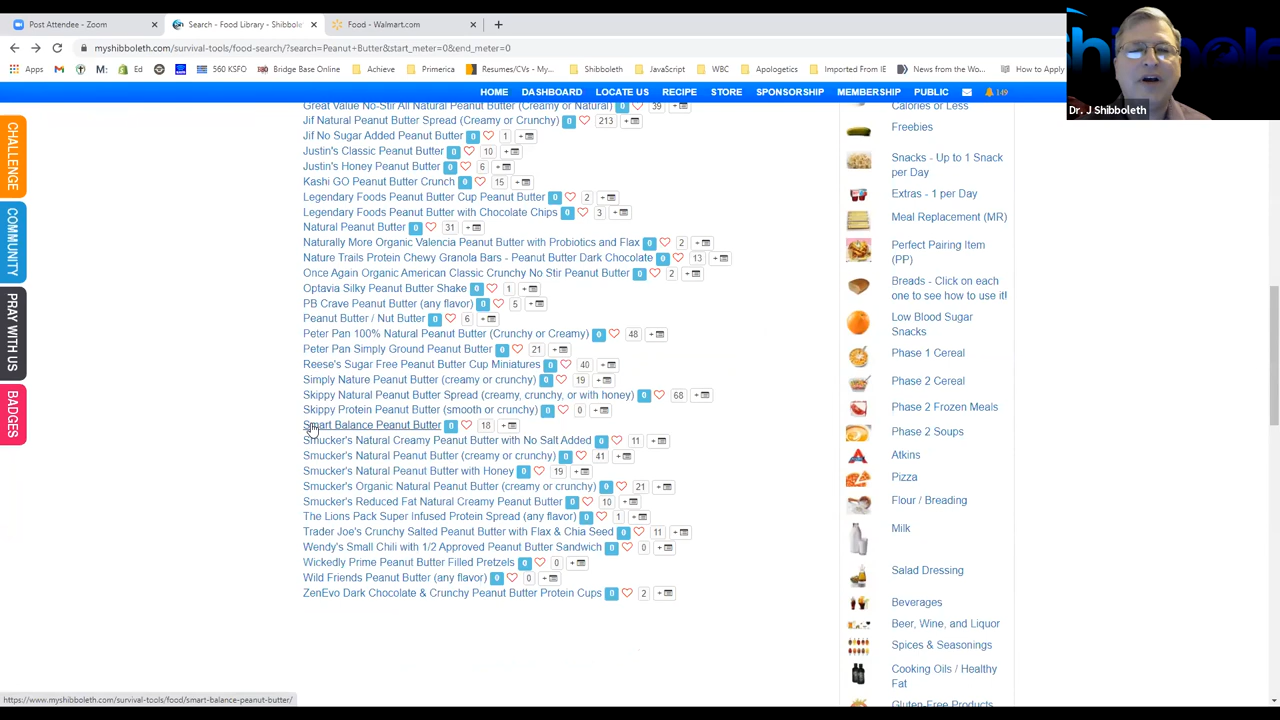 Post Attendee - Zoom
Search - Food Library - Shibbole
Food - Walmart.com
myshibboleth.com/survival-tools/food-search/?search=Peanut+Butter&start_meter=0&end_meter=0
Apps
M:
Ed
560 KSFO
Bridge Base Online
Achieve
Primerica
Resumes/CVs - My...
Shibboleth
JavaScript
WBC
Apologetics
Imported From IE
News from the Wo...
How to Apply
HOME
DASHBOARD
LOCATE US
RECIPE
STORE
SPONSORSHIP
MEMBERSHIP
PUBLIC
149
Dr. J Shibboleth
CHALLENGE
COMMUNITY
PRAY WITH US
BADGES
Great Value No-Stir All Natural Peanut Butter (Creamy or Natural) 0 39 +
Jif Natural Peanut Butter Spread (Creamy or Crunchy) 0 213 +
Jif No Sugar Added Peanut Butter 0 1 +
Justin's Classic Peanut Butter 0 10 +
Justin's Honey Peanut Butter 0 6 +
Kashi GO Peanut Butter Crunch 0 15 +
Legendary Foods Peanut Butter Cup Peanut Butter 0 2 +
Legendary Foods Peanut Butter with Chocolate Chips 0 3 +
Natural Peanut Butter 0 31 +
Naturally More Organic Valencia Peanut Butter with Probiotics and Flax 0 2 +
Nature Trails Protein Chewy Granola Bars - Peanut Butter Dark Chocolate 0 13 +
Once Again Organic American Classic Crunchy No Stir Peanut Butter 0 2 +
Optavia Silky Peanut Butter Shake 0 1 +
PB Crave Peanut Butter (any flavor) 0 5 +
Peanut Butter / Nut Butter 0 6 +
Peter Pan 100% Natural Peanut Butter (Crunchy or Creamy) 0 48 +
Peter Pan Simply Ground Peanut Butter 0 21 +
Reese's Sugar Free Peanut Butter Cup Miniatures 0 40 +
Simply Nature Peanut Butter (creamy or crunchy) 0 19 +
Skippy Natural Peanut Butter Spread (creamy, crunchy, or with honey) 0 68 +
Skippy Protein Peanut Butter (smooth or crunchy) 0 0 +
Smart Balance Peanut Butter 0 18 +
Smucker's Natural Creamy Peanut Butter with No Salt Added 0 11 +
Smucker's Natural Peanut Butter (creamy or crunchy) 0 41 +
Smucker's Natural Peanut Butter with Honey 0 19 +
Smucker's Organic Natural Peanut Butter (creamy or crunchy) 0 21 +
Smucker's Reduced Fat Natural Creamy Peanut Butter 0 10 +
The Lions Pack Super Infused Protein Spread (any flavor) 0 1 +
Trader Joe's Crunchy Salted Peanut Butter with Flax & Chia Seed 0 11 +
Wendy's Small Chili with 1/2 Approved Peanut Butter Sandwich 0 0 +
Wickedly Prime Peanut Butter Filled Pretzels 0 0 +
Wild Friends Peanut Butter (any flavor) 0 0 +
ZenEvo Dark Chocolate & Crunchy Peanut Butter Protein Cups 0 2 +
Calories or Less
Freebies
Snacks - Up to 1 Snack
per Day
Extras - 1 per Day
Meal Replacement (MR)
Perfect Pairing Item
(PP)
Breads - Click on each
one to see how to use it!
Low Blood Sugar
Snacks
Phase 1 Cereal
Phase 2 Cereal
Phase 2 Frozen Meals
Phase 2 Soups
Atkins
Pizza
Flour / Breading
Milk
Salad Dressing
Beverages
Beer, Wine, and Liquor
Spices & Seasonings
Cooking Oils / Healthy
Fat
Gluten-Free Products
https://www.myshibboleth.com/survival-tools/food/smart-balance-peanut-butter/